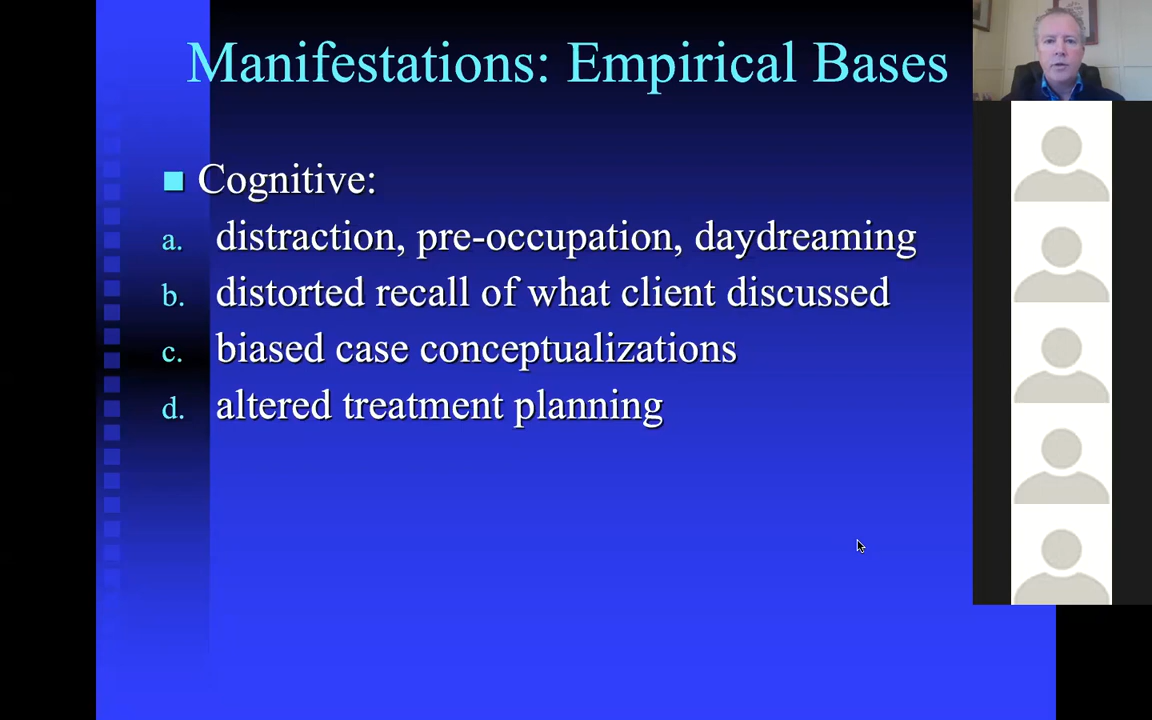 Manifestations: Empirical Bases
Cognitive:
a. distraction, pre-occupation, daydreaming
b. distorted recall of what client discussed
c. biased case conceptualizations
d. altered treatment planning